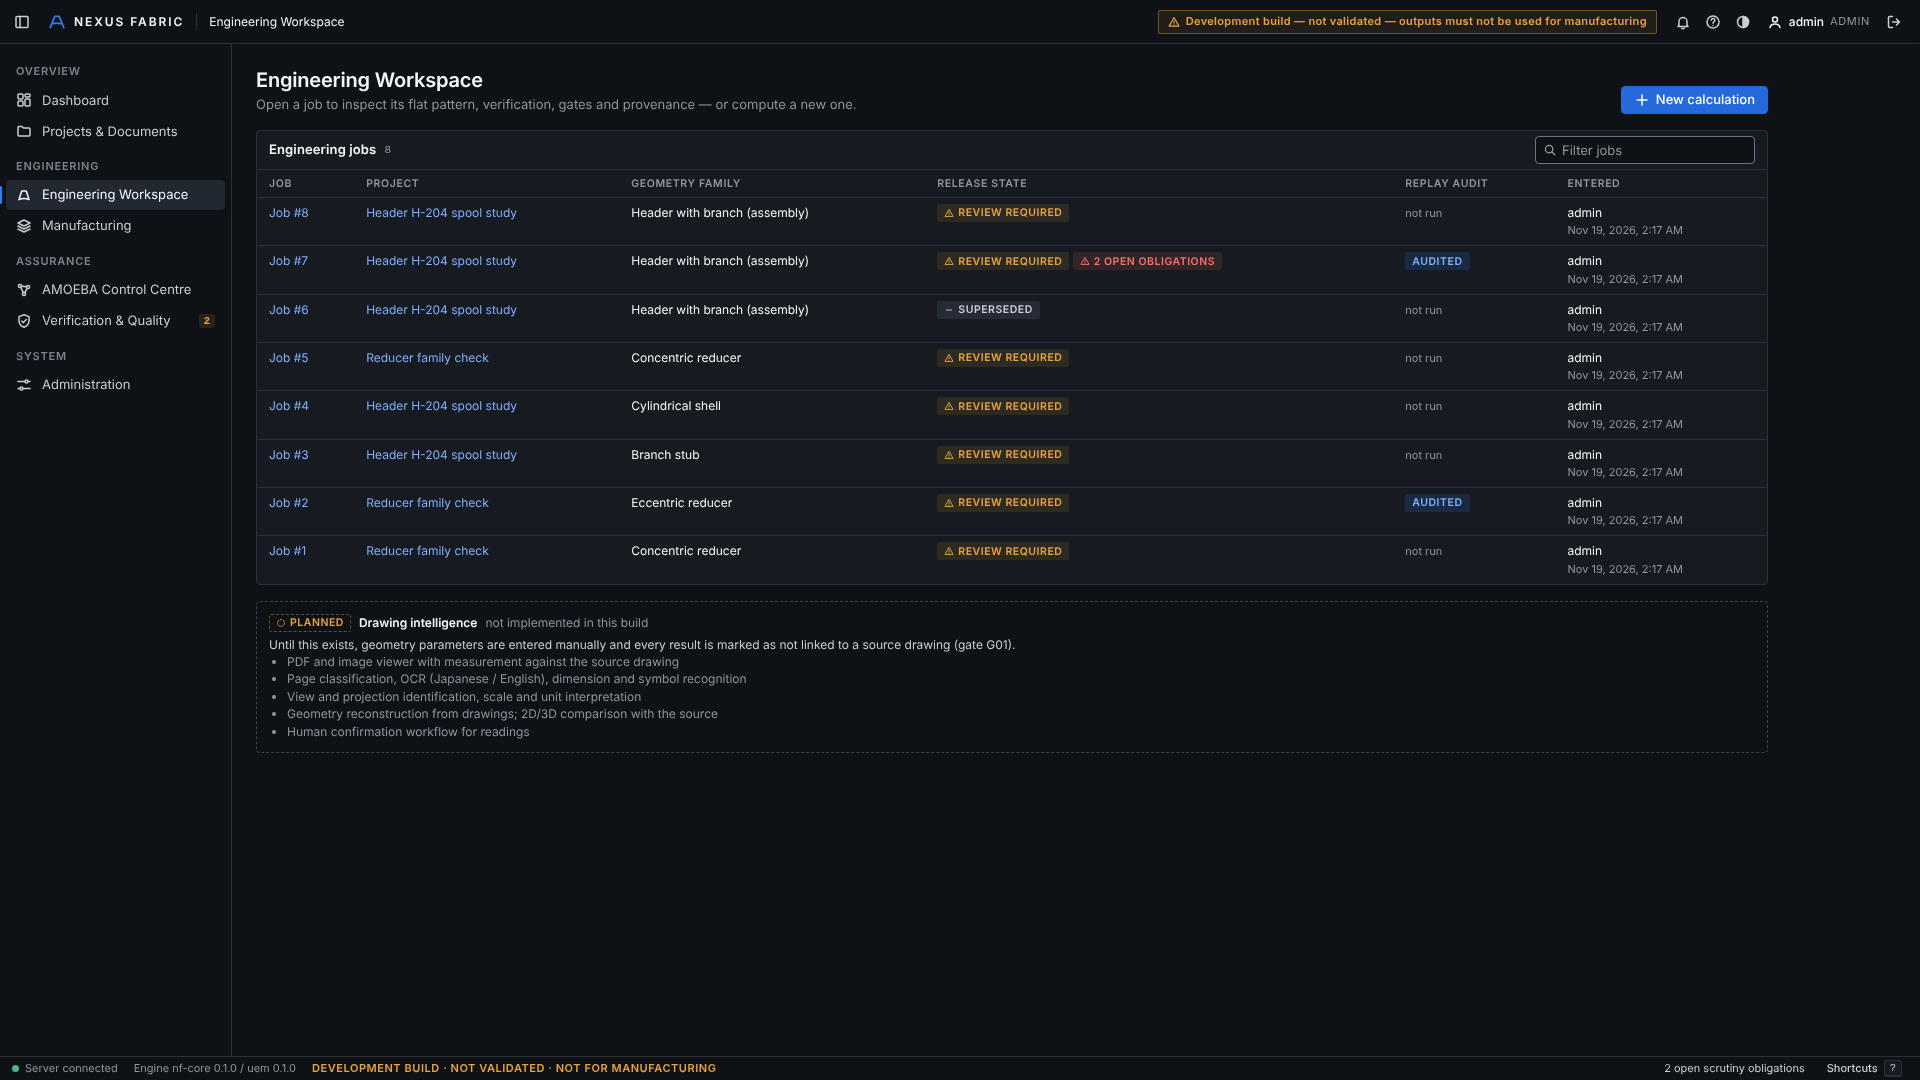 NEXUS FABRIC
Engineering Workspace
Development build — not validated — outputs must not be used for manufacturing
admin ADMIN
OVERVIEW
Dashboard
Projects & Documents
ENGINEERING
Engineering Workspace
Manufacturing
ASSURANCE
AMOEBA Control Centre
Verification & Quality 2
SYSTEM
Administration
Engineering Workspace
Open a job to inspect its flat pattern, verification, gates and provenance — or compute a new one.
New calculation
Engineering jobs 8
Filter jobs
JOB PROJECT GEOMETRY FAMILY RELEASE STATE REPLAY AUDIT ENTERED
Job #8 Header H-204 spool study Header with branch (assembly) REVIEW REQUIRED not run admin
Nov 19, 2026, 2:17 AM
Job #7 Header H-204 spool study Header with branch (assembly) REVIEW REQUIRED 2 OPEN OBLIGATIONS AUDITED admin
Nov 19, 2026, 2:17 AM
Job #6 Header H-204 spool study Header with branch (assembly) – SUPERSEDED not run admin
Nov 19, 2026, 2:17 AM
Job #5 Reducer family check Concentric reducer REVIEW REQUIRED not run admin
Nov 19, 2026, 2:17 AM
Job #4 Header H-204 spool study Cylindrical shell REVIEW REQUIRED not run admin
Nov 19, 2026, 2:17 AM
Job #3 Header H-204 spool study Branch stub REVIEW REQUIRED not run admin
Nov 19, 2026, 2:17 AM
Job #2 Reducer family check Eccentric reducer REVIEW REQUIRED AUDITED admin
Nov 19, 2026, 2:17 AM
Job #1 Reducer family check Concentric reducer REVIEW REQUIRED not run admin
Nov 19, 2026, 2:17 AM
PLANNED Drawing intelligence not implemented in this build
Until this exists, geometry parameters are entered manually and every result is marked as not linked to a source drawing (gate G01).
• PDF and image viewer with measurement against the source drawing
• Page classification, OCR (Japanese / English), dimension and symbol recognition
• View and projection identification, scale and unit interpretation
• Geometry reconstruction from drawings; 2D/3D comparison with the source
• Human confirmation workflow for readings
Server connected Engine nf-core 0.1.0 / uem 0.1.0 DEVELOPMENT BUILD · NOT VALIDATED · NOT FOR MANUFACTURING
2 open scrutiny obligations Shortcuts ?